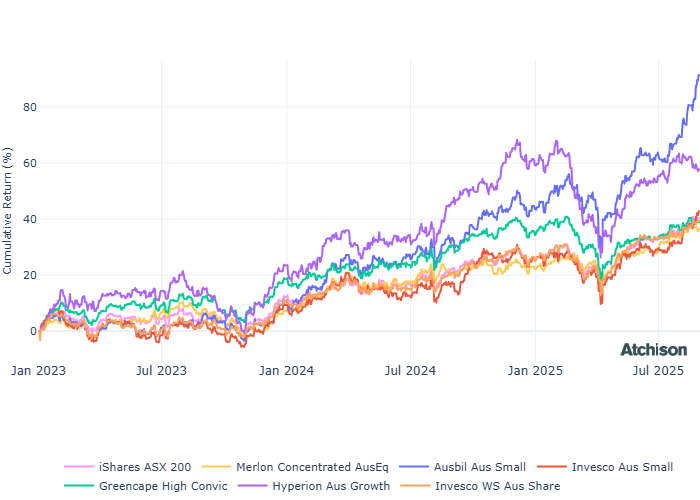 Cumulative Return (%)
80
60
40
20
0
Jan 2023 Jul 2023 Jan 2024 Jul 2024 Jan 2025 Jul 2025
Atchison
iShares ASX 200 Merlon Concentrated AusEq Ausbil Aus Small Invesco Aus Small
Greencape High Convic Hyperion Aus Growth Invesco WS Aus Share